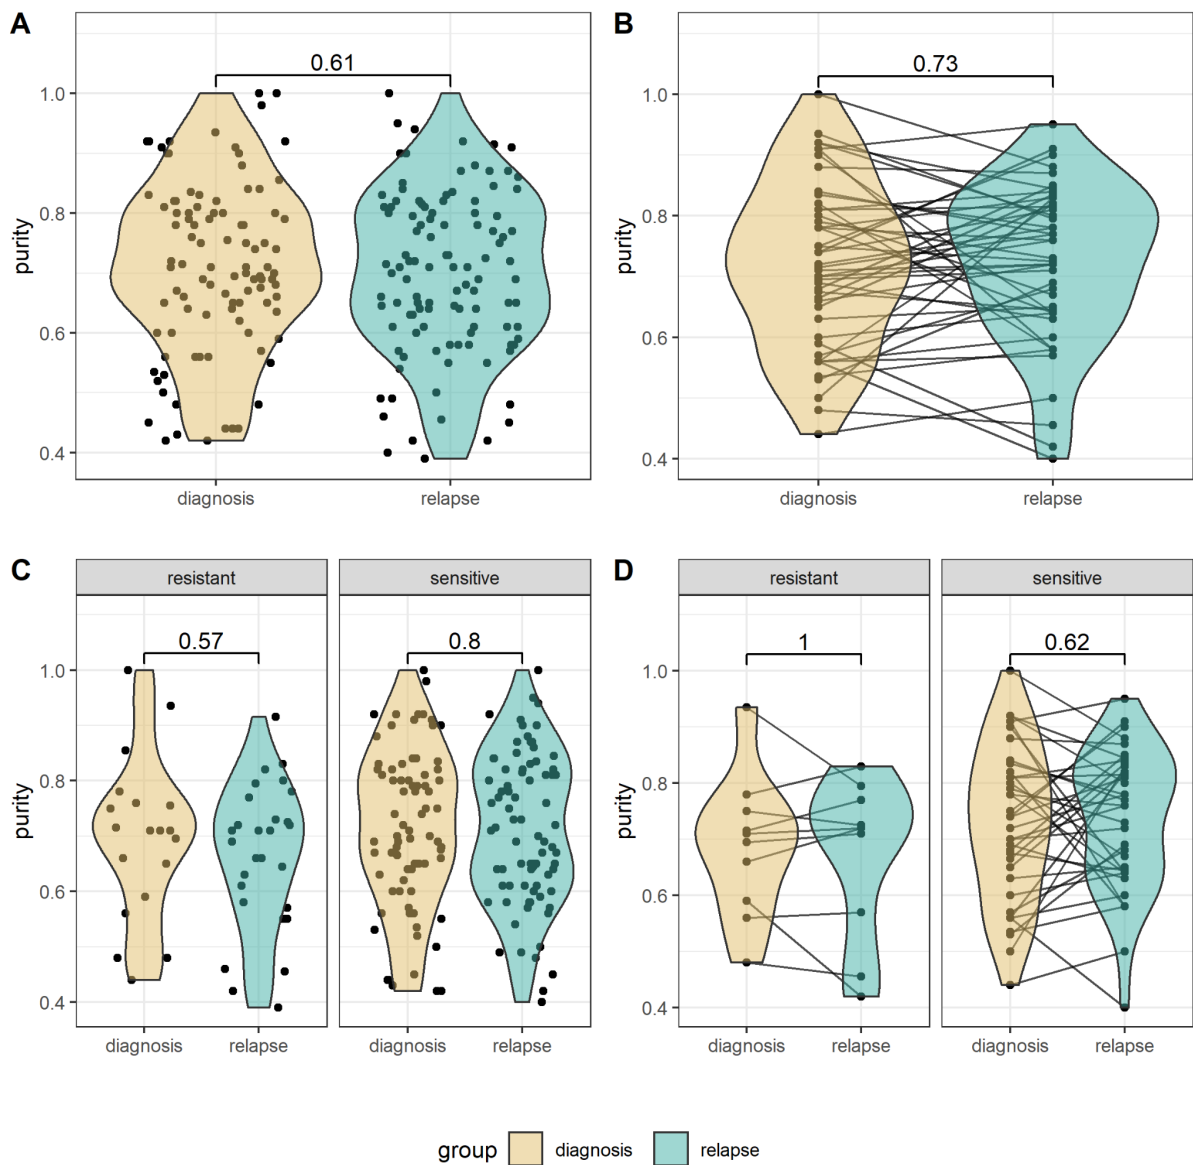 A
B
0.61
0.73
1.0
0.8
0.6
0.4
purity
diagnosis
relapse
1.0
0.8
0.6
0.4
purity
diagnosis
relapse
C
D
resistant
sensitive
0.57
0.8
1.0
0.8
0.6
0.4
purity
diagnosis
relapse
diagnosis
relapse
resistant
sensitive
1
0.62
1.0
0.8
0.6
0.4
purity
diagnosis
relapse
diagnosis
relapse
group diagnosis relapse